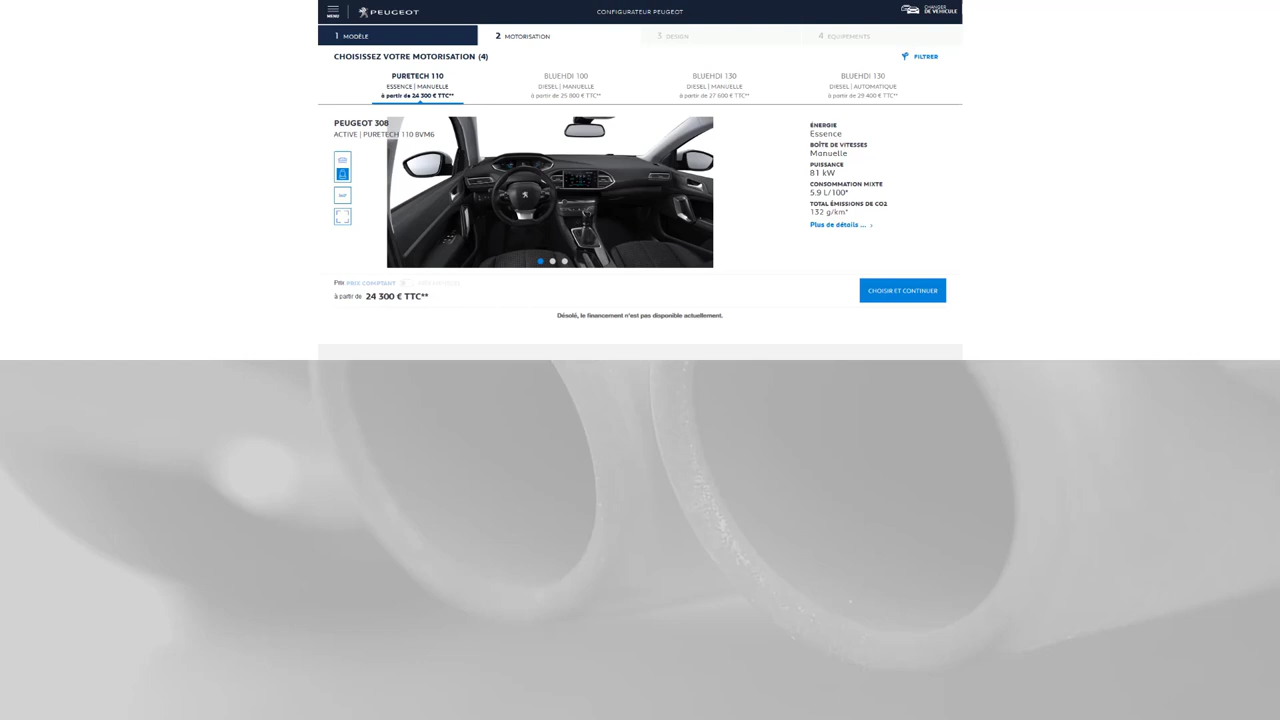 MENU
PEUGEOT
CONFIGURATEUR PEUGEOT
CHANGER
DE VÉHICULE
1 MODÈLE
2 MOTORISATION
3 DESIGN
4 EQUIPEMENTS
CHOISISSEZ VOTRE MOTORISATION (4)
FILTRER
PURETECH 110
ESSENCE | MANUELLE
à partir de 24 300 € TTC**
BLUEHDI 100
DIESEL | MANUELLE
à partir de 25 800 € TTC**
BLUEHDI 130
DIESEL | MANUELLE
à partir de 27 600 € TTC**
BLUEHDI 130
DIESEL | AUTOMATIQUE
à partir de 29 400 € TTC**
PEUGEOT 308
ACTIVE | PURETECH 110 BVM6
360°
ÉNERGIE
Essence
BOÎTE DE VITESSES
Manuelle
PUISSANCE
81 kW
CONSOMMATION MIXTE
5.9 L/100*
TOTAL ÉMISSIONS DE CO2
132 g/km*
Plus de détails ... >
Prix PRIX COMPTANT
à partir de 24 300 € TTC**
CHOISIR ET CONTINUER
Désolé, le financement n'est pas disponible actuellement.